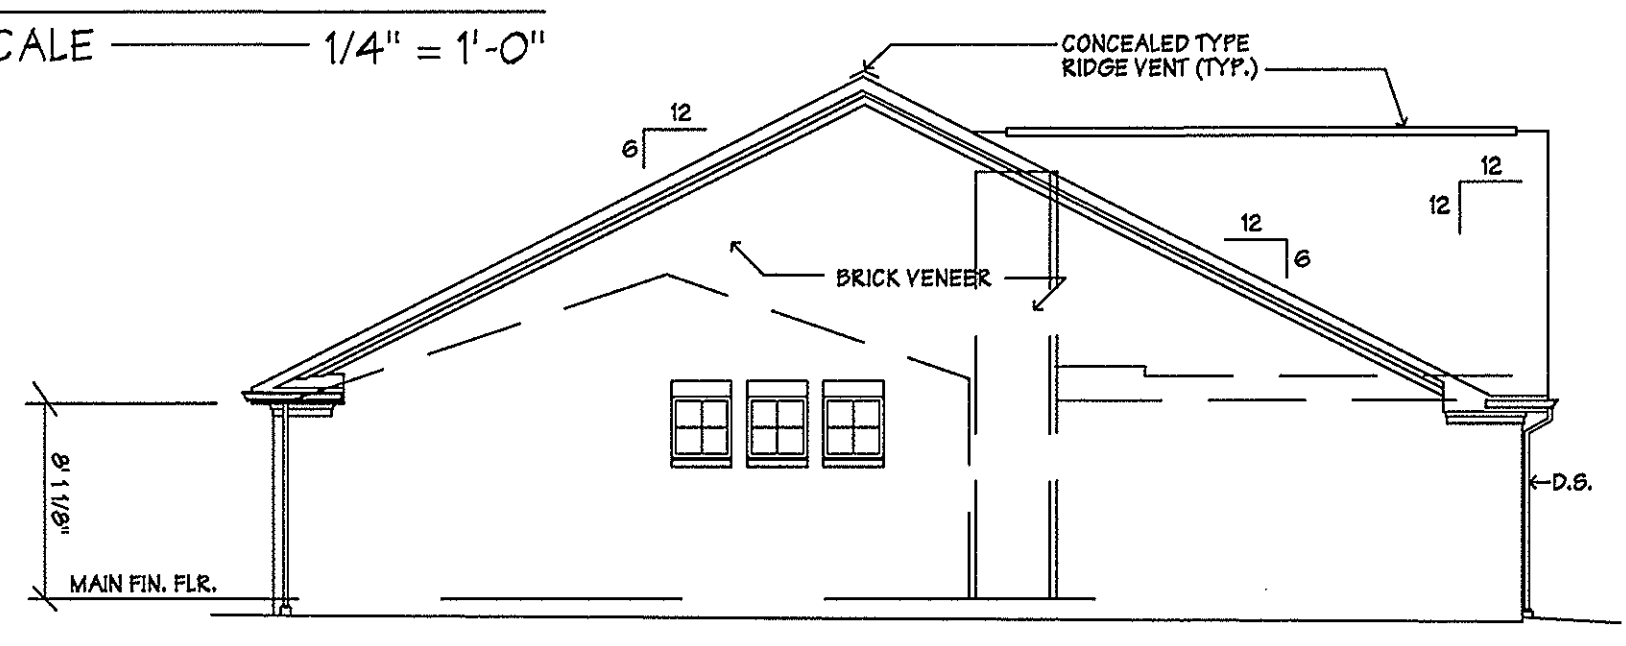 CALE 1/4" = 1'-0"
CONCEALED TYPE
RIDGE VENT (TYP.)
12
6
12
12
12
6
BRICK VENEER
D.S.
8' 1 1/8"
MAIN FIN. FLR.